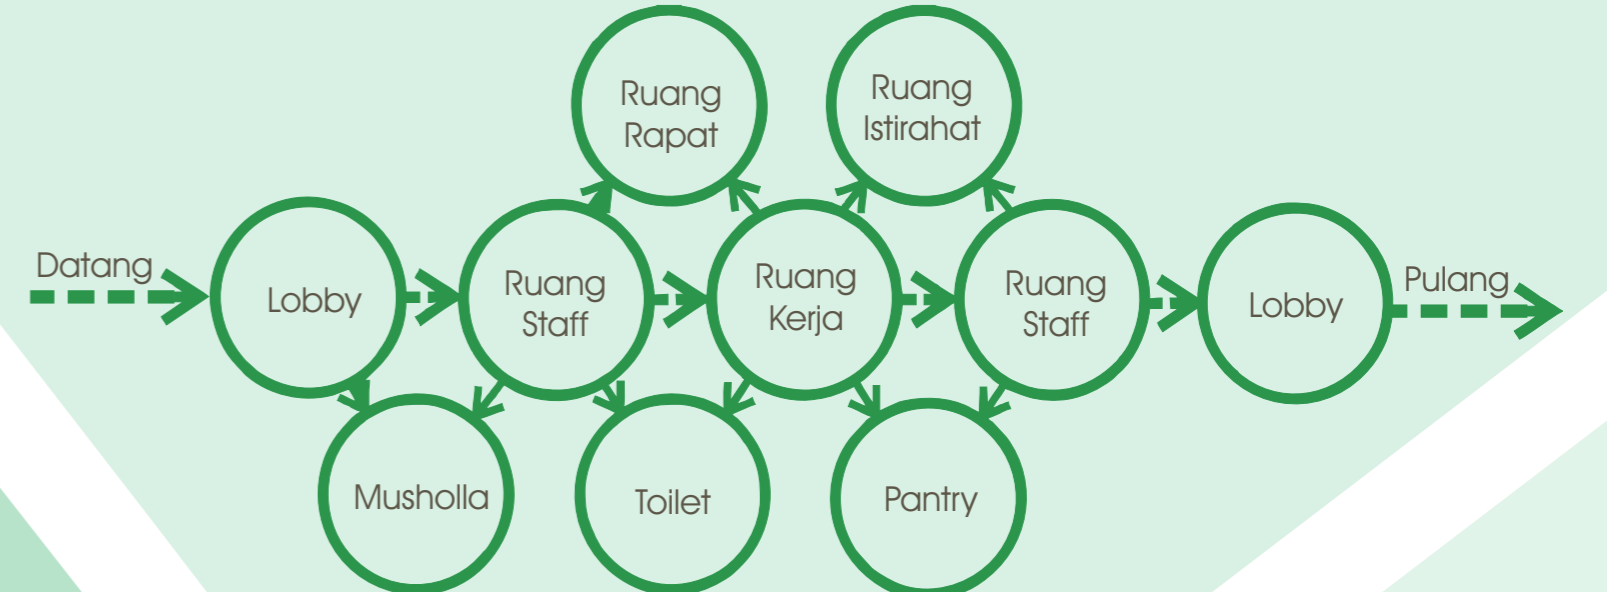 Ruang
Rapat
Ruang
Istirahat
Datang
Lobby
Ruang
Staff
Ruang
Kerja
Ruang
Staff
Lobby
Pulang
Musholla
Toilet
Pantry